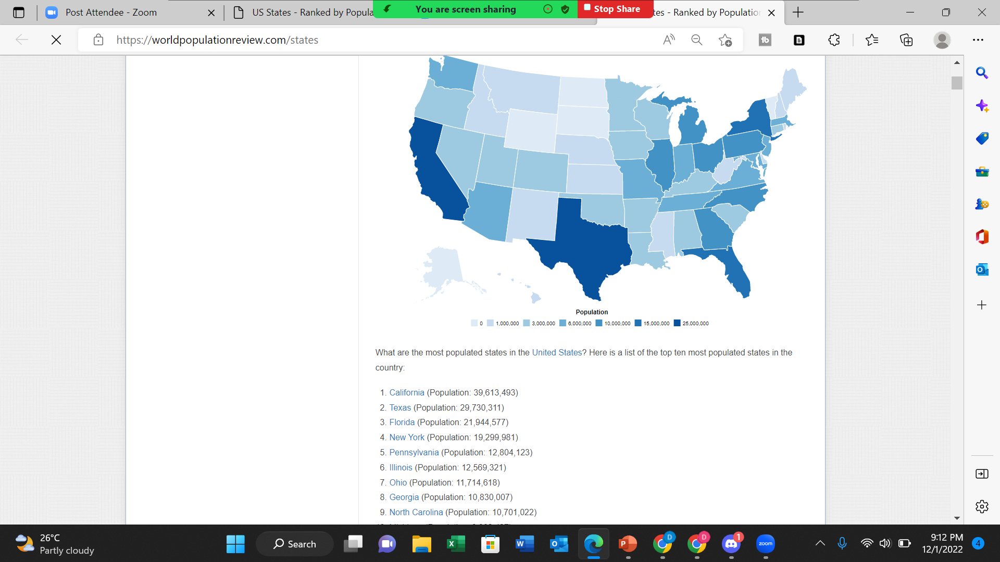 Post Attendee - Zoom
US States - Ranked by Popula
You are screen sharing
Stop Share
tes - Ranked by Population
https://worldpopulationreview.com/states
Population
0 1,000,000 3,000,000 6,000,000 10,000,000 15,000,000 25,000,000
What are the most populated states in the United States? Here is a list of the top ten most populated states in the
country:
1. California (Population: 39,613,493)
2. Texas (Population: 29,730,311)
3. Florida (Population: 21,944,577)
4. New York (Population: 19,299,981)
5. Pennsylvania (Population: 12,804,123)
6. Illinois (Population: 12,569,321)
7. Ohio (Population: 11,714,618)
8. Georgia (Population: 10,830,007)
9. North Carolina (Population: 10,701,022)
26°C
Partly cloudy
Search
zoom
D
D
1
9:12 PM
12/1/2022
4